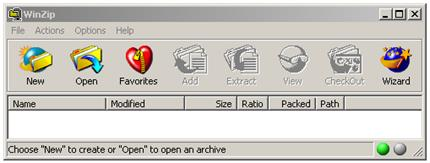 WinZip
File Actions Options Help
New Open Favorites Add Extract View CheckOut Wizard
Name Modified Size Ratio Packed Path
Choose "New" to create or "Open" to open an archive